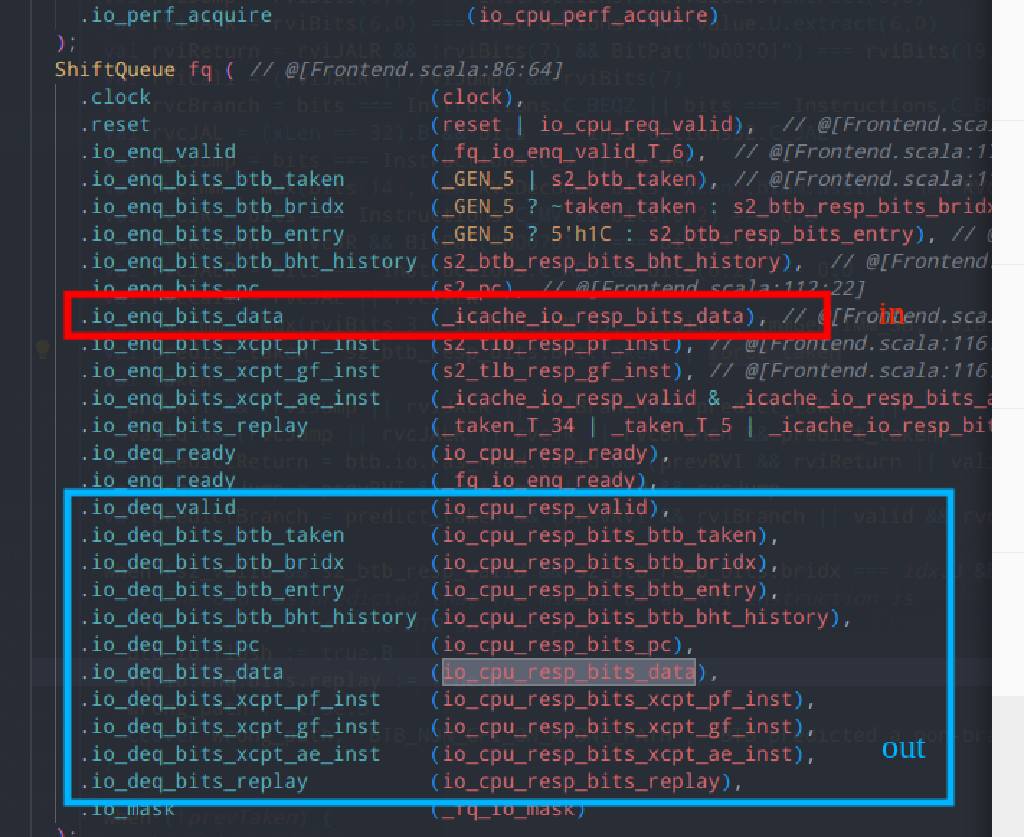 .io_perf_acquire (io_cpu_perf_acquire)
);
ShiftQueue fq ( // @[Frontend.scala:86:64]
.clock (clock),
.reset (reset | io_cpu_req_valid), // @[Frontend.sca
.io_enq_valid (_fq_io_enq_valid_T_6), // @[Frontend.scala:1
.io_enq_bits_btb_taken (_GEN_5 | s2_btb_taken), // @[Frontend.scala:1
.io_enq_bits_btb_bridx (_GEN_5 ? ~taken_taken : s2_btb_resp_bits_bridx
.io_enq_bits_btb_entry (_GEN_5 ? 5'h1C : s2_btb_resp_bits_entry), // @
.io_enq_bits_btb_bht_history (s2_btb_resp_bits_bht_history), // @[Frontend.
.io_enq_bits_pc (s2_pc), // @[Frontend.scala:112:22]
.io_enq_bits_data (_icache_io_resp_bits_data), // @[Frontend.scala in
.io_enq_bits_xcpt_pf_inst (s2_tlb_resp_pf_inst), // @[Frontend.scala:116
.io_enq_bits_xcpt_gf_inst (s2_tlb_resp_gf_inst), // @[Frontend.scala:116
.io_enq_bits_xcpt_ae_inst (_icache_io_resp_valid & _icache_io_resp_bits_a
.io_enq_bits_replay (_taken_T_34 | _taken_T_5 | _icache_io_resp_bit
.io_deq_ready (io_cpu_resp_ready),
.io_enq_ready (_fq_io_enq_ready),
.io_deq_valid (io_cpu_resp_valid),
.io_deq_bits_btb_taken (io_cpu_resp_bits_btb_taken),
.io_deq_bits_btb_bridx (io_cpu_resp_bits_btb_bridx),
.io_deq_bits_btb_entry (io_cpu_resp_bits_btb_entry),
.io_deq_bits_btb_bht_history (io_cpu_resp_bits_btb_bht_history),
.io_deq_bits_pc (io_cpu_resp_bits_pc),
.io_deq_bits_data (io_cpu_resp_bits_data),
.io_deq_bits_xcpt_pf_inst (io_cpu_resp_bits_xcpt_pf_inst),
.io_deq_bits_xcpt_gf_inst (io_cpu_resp_bits_xcpt_gf_inst),
.io_deq_bits_xcpt_ae_inst (io_cpu_resp_bits_xcpt_ae_inst),
out
.io_deq_bits_replay (io_cpu_resp_bits_replay),
.io_mask (_fq_io_mask)
);